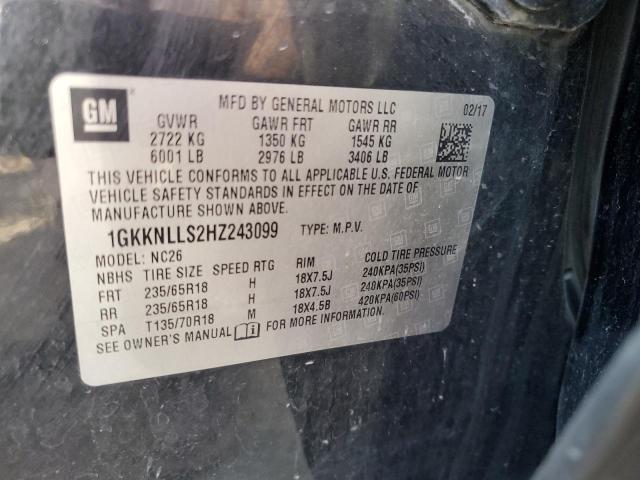 GM
MFD BY GENERAL MOTORS LLC 02/17
GVWR GAWR FRT GAWR RR
2722 KG 1350 KG 1545 KG
6001 LB 2976 LB 3406 LB
THIS VEHICLE CONFORMS TO ALL APPLICABLE U.S. FEDERAL MOTOR
VEHICLE SAFETY STANDARDS IN EFFECT ON THE DATE OF
MANUFACTURE SHOWN ABOVE.
1GKKNLLS2HZ243099 TYPE: M.P.V.
MODEL: NC26
NBHS TIRE SIZE SPEED RTG RIM COLD TIRE PRESSURE
FRT 235/65R18 H 18X7.5J 240KPA(35PSI)
RR 235/65R18 H 18X7.5J 240KPA(35PSI)
SPA T135/70R18 M 18X4.5B 420KPA(60PSI)
SEE OWNER'S MANUAL FOR MORE INFORMATION.